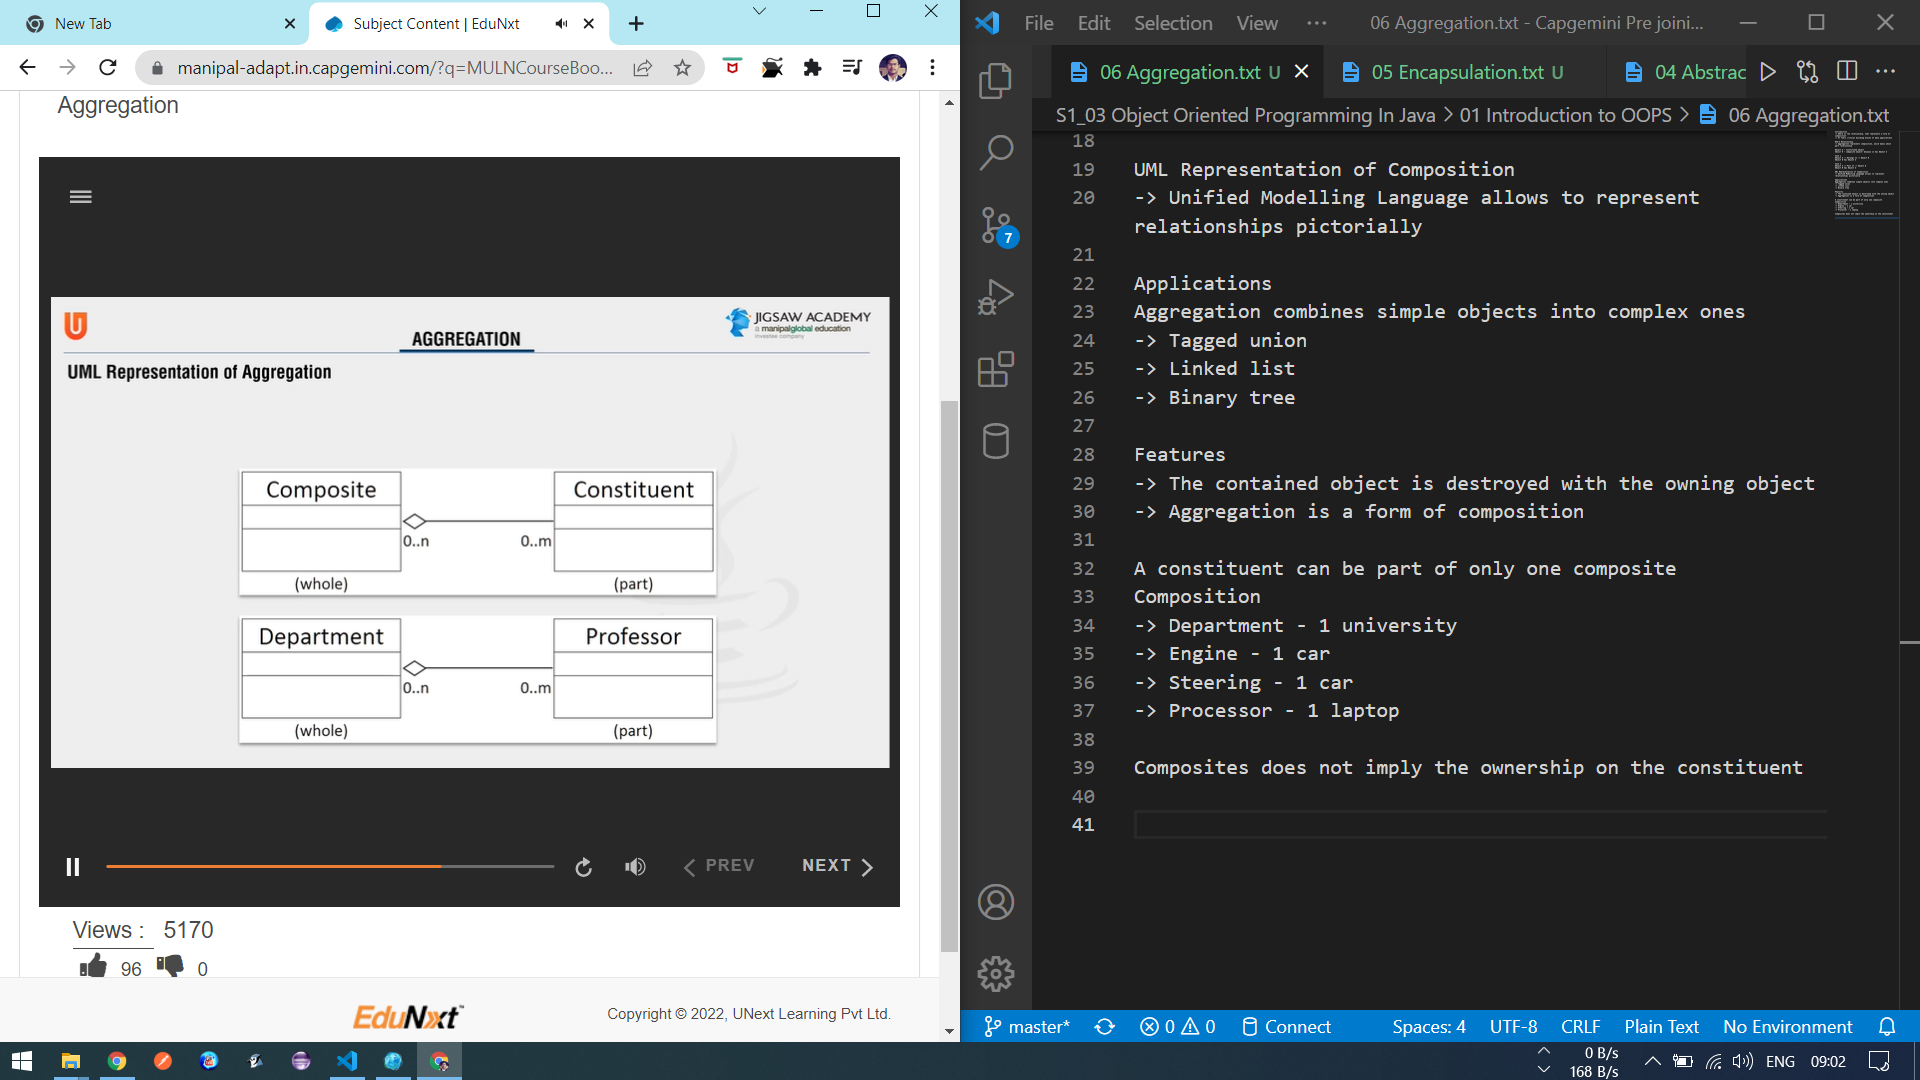 New Tab
Subject Content | EduNxt
manipal-adapt.in.capgemini.com/?q=MULNCourseBoo...
Aggregation
U
AGGREGATION
JIGSAW ACADEMY
a manipalglobal education
investee company
UML Representation of Aggregation
Composite
Constituent
0..n
0..m
(whole)
(part)
Department
Professor
0..n
0..m
(whole)
(part)
PREV
NEXT
Views : 5170
96 0
EduNxt™
Copyright © 2022, UNext Learning Pvt Ltd.
File Edit Selection View ··· 06 Aggregation.txt - Capgemini Pre joini...
06 Aggregation.txt U 05 Encapsulation.txt U 04 Abstrac
S1_03 Object Oriented Programming In Java > 01 Introduction to OOPS > 06 Aggregation.txt
7
18
19 UML Representation of Composition
20 -> Unified Modelling Language allows to represent
relationships pictorially
21
22 Applications
23 Aggregation combines simple objects into complex ones
24 -> Tagged union
25 -> Linked list
26 -> Binary tree
27
28 Features
29 -> The contained object is destroyed with the owning object
30 -> Aggregation is a form of composition
31
32 A constituent can be part of only one composite
33 Composition
34 -> Department - 1 university
35 -> Engine - 1 car
36 -> Steering - 1 car
37 -> Processor - 1 laptop
38
39 Composites does not imply the ownership on the constituent
40
41
master* 0 0 Connect Spaces: 4 UTF-8 CRLF Plain Text No Environment
0 B/s
168 B/s
ENG 09:02